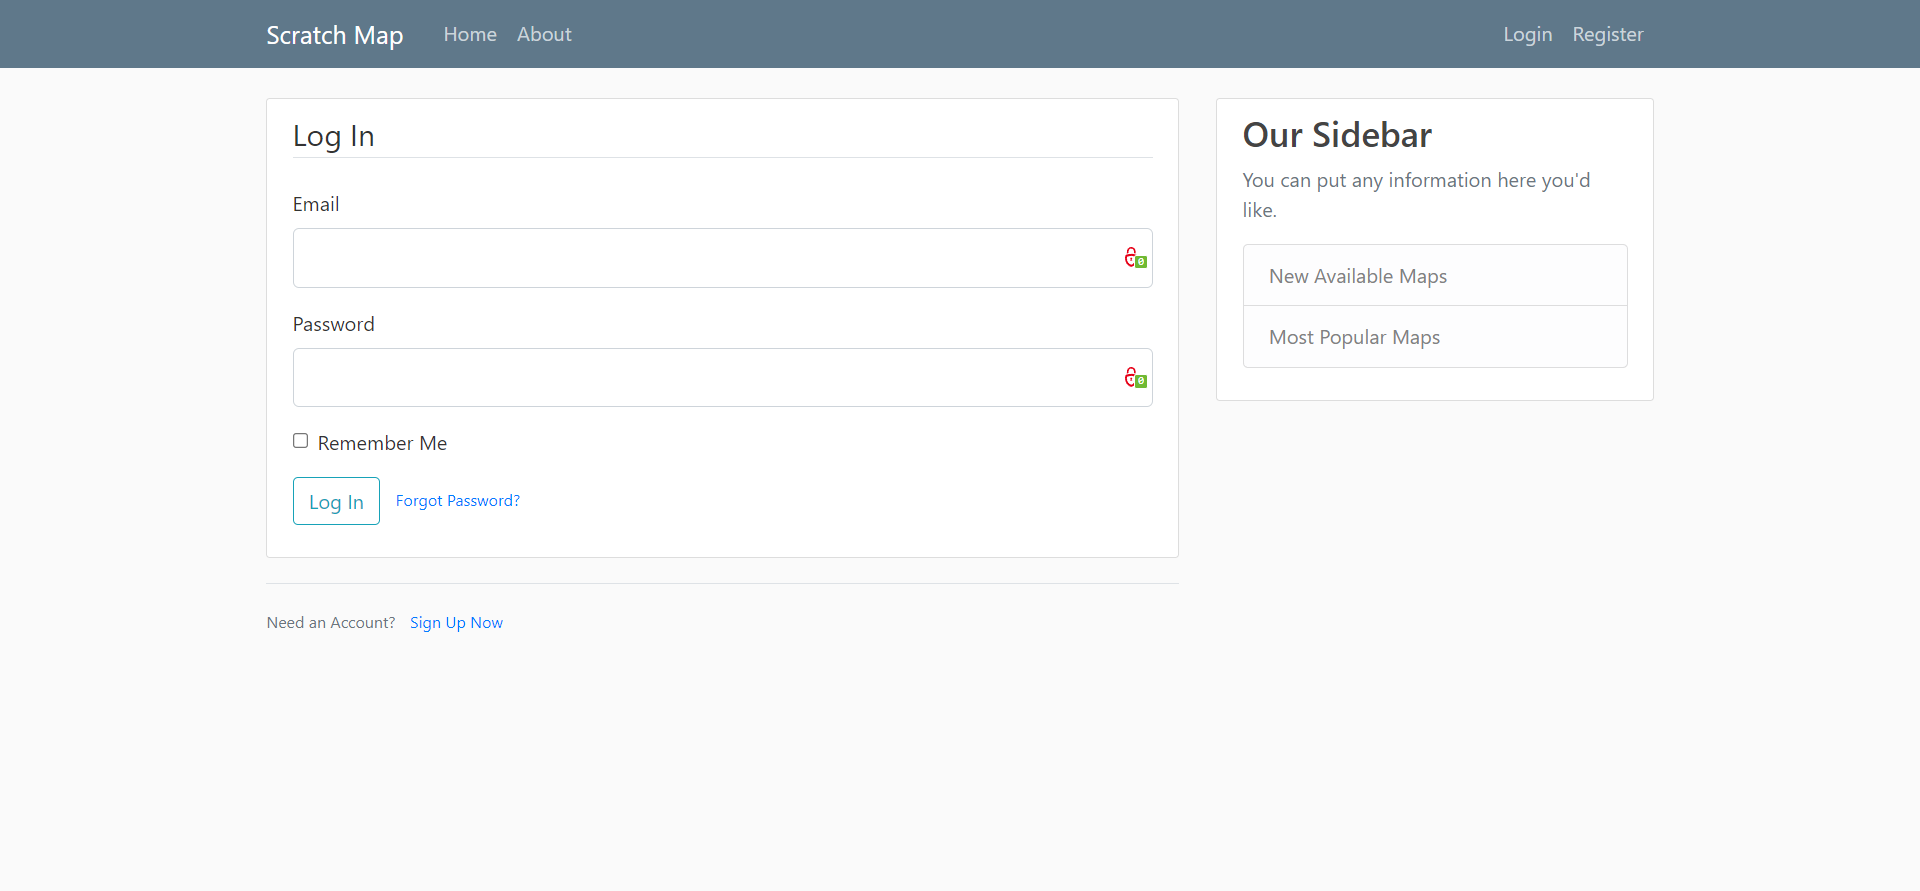 Scratch Map Home About Login Register
Log In
Email
0
Password
0
Remember Me
Log In Forgot Password?
Need an Account? Sign Up Now
Our Sidebar
You can put any information here you'd
like.
New Available Maps
Most Popular Maps